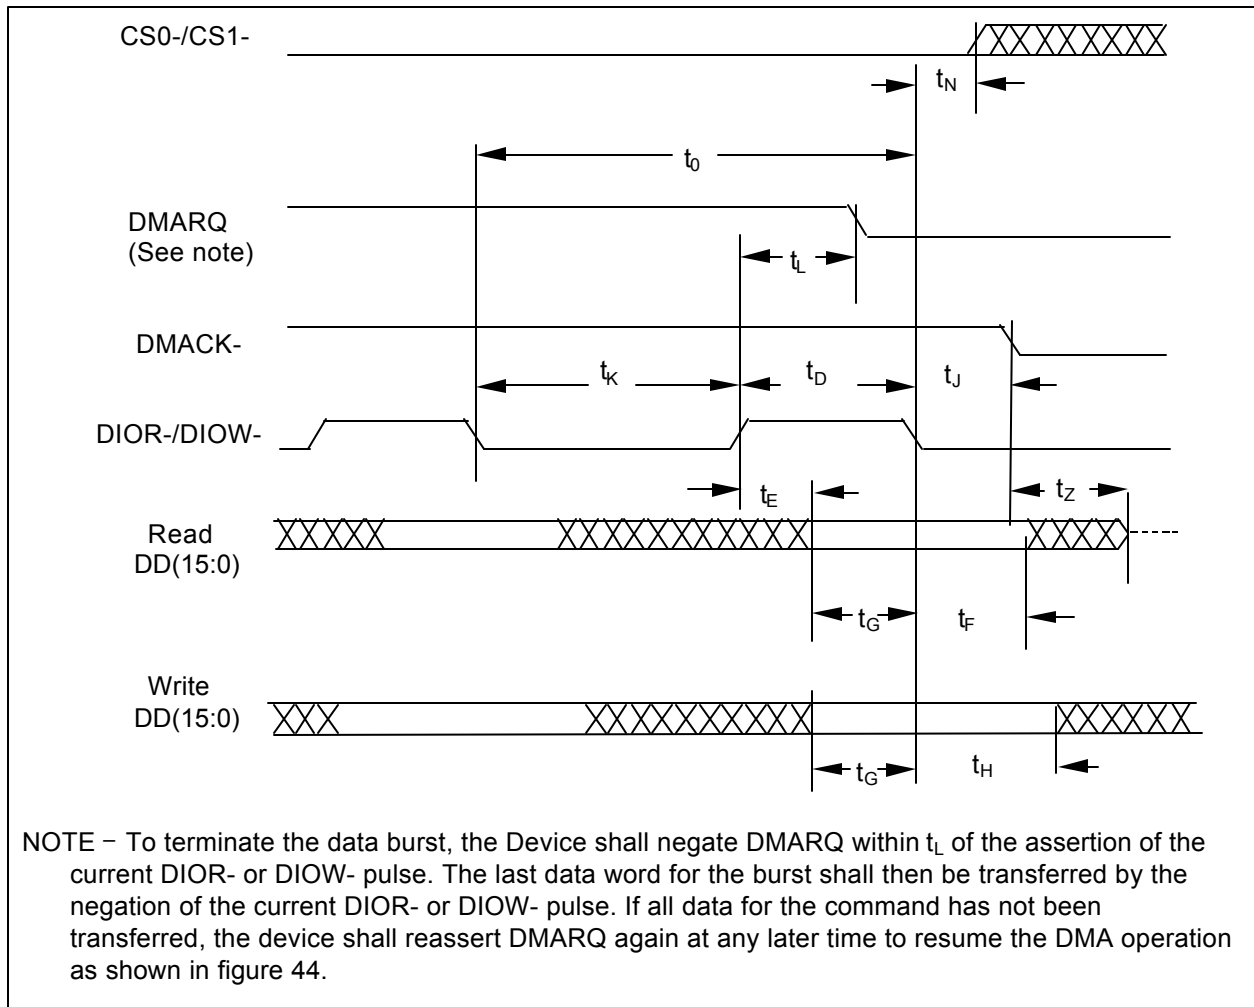 CS0-/CS1-
tN
t0
DMARQ
(See note)
tL
DMACK-
tK
tD
tJ
DIOR-/DIOW-
tE
tZ
Read
DD(15:0)
tG
tF
Write
DD(15:0)
tG
tH
NOTE − To terminate the data burst, the Device shall negate DMARQ within tL of the assertion of the
current DIOR- or DIOW- pulse. The last data word for the burst shall then be transferred by the
negation of the current DIOR- or DIOW- pulse. If all data for the command has not been
transferred, the device shall reassert DMARQ again at any later time to resume the DMA operation
as shown in figure 44.